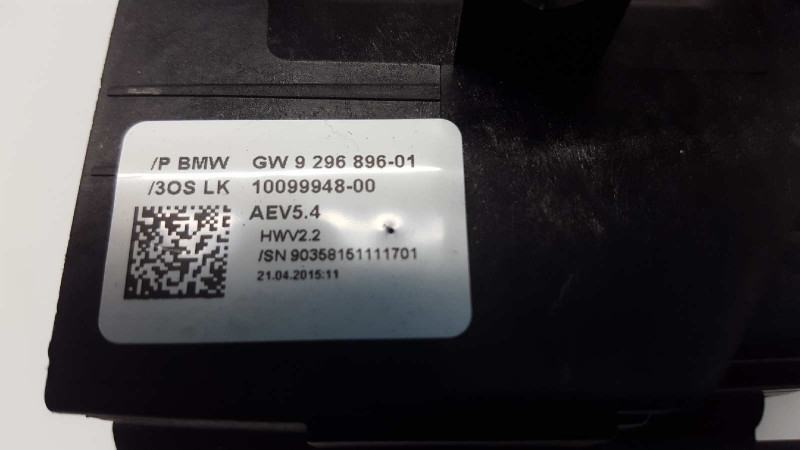 /P BMW GW 9 296 896-01
/3OS LK 10099948-00
AEV5.4
HWV2.2
/SN 90358151111701
21.04.2015:11